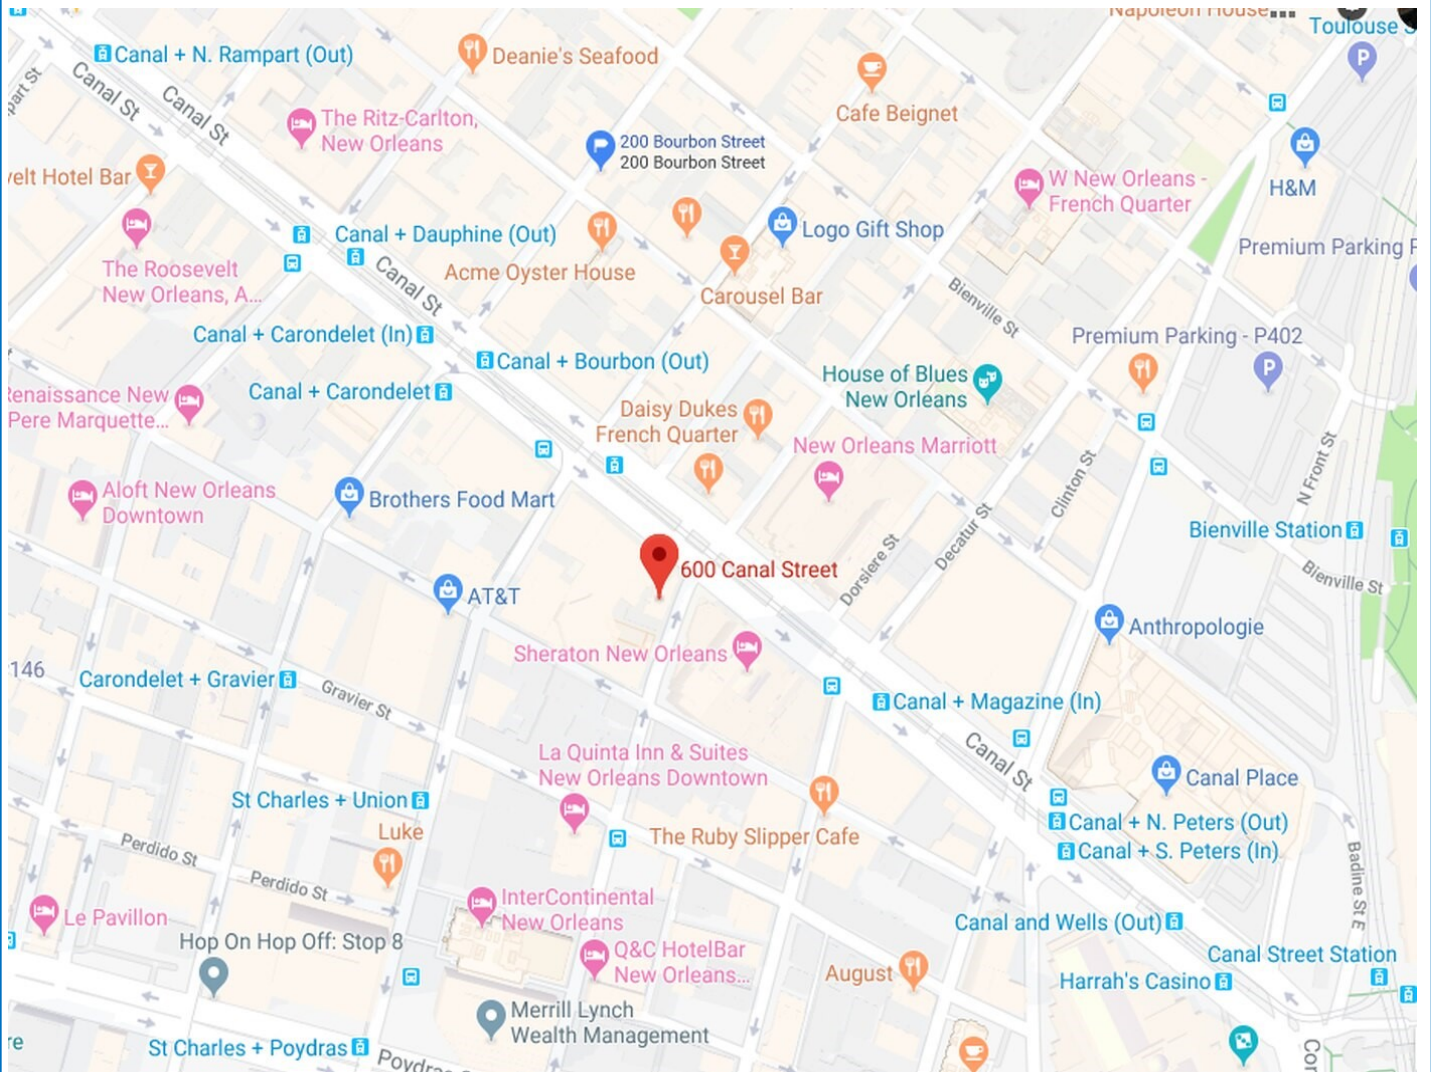 Napoleon House
Toulouse S
Canal + N. Rampart (Out)
Deanie's Seafood
Canal St
Canal St
part St
Cafe Beignet
The Ritz-Carlton,
New Orleans
200 Bourbon Street
200 Bourbon Street
velt Hotel Bar
W New Orleans -
French Quarter
H&M
Canal + Dauphine (Out)
Logo Gift Shop
Premium Parking P
The Roosevelt
New Orleans, A...
Canal St
Acme Oyster House
Carousel Bar
Bienville St
Canal + Carondelet (In)
Canal + Bourbon (Out)
Premium Parking - P402
Canal + Carondelet
House of Blues
New Orleans
Renaissance New
Pere Marquette...
Daisy Dukes
French Quarter
New Orleans Marriott
Aloft New Orleans
Downtown
Brothers Food Mart
Clinton St
N Front St
Decatur St
Bienville Station
Dorsiere St
600 Canal Street
Bienville St
AT&T
Anthropologie
Sheraton New Orleans
146
Carondelet + Gravier
Gravier St
Canal + Magazine (In)
La Quinta Inn & Suites
New Orleans Downtown
Canal St
Canal Place
St Charles + Union
Luke
The Ruby Slipper Cafe
Canal + N. Peters (Out)
Canal + S. Peters (In)
Perdido St
Perdido St
Badine St E
InterContinental
New Orleans
Le Pavillon
Canal and Wells (Out)
Hop On Hop Off: Stop 8
Q&C HotelBar
New Orleans...
August
Canal Street Station
Harrah's Casino
Merrill Lynch
Wealth Management
re
St Charles + Poydras
Poydras